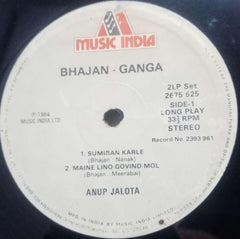 MUSIC INDIA
BHAJAN - GANGA
℗ 1984
MUSIC INDIA LTD
2LP Set
2675 525
SIDE-1
LONG PLAY
33⅓ RPM
STEREO
Record No. 2393 961
1. SUMIRAN KARLE
(Bhajan : Nanak)
2. MAINE LINO GOVIND MOL
(Bhajan : Meerabai)
ANUP JALOTA
MADE IN INDIA BY MUSIC INDIA